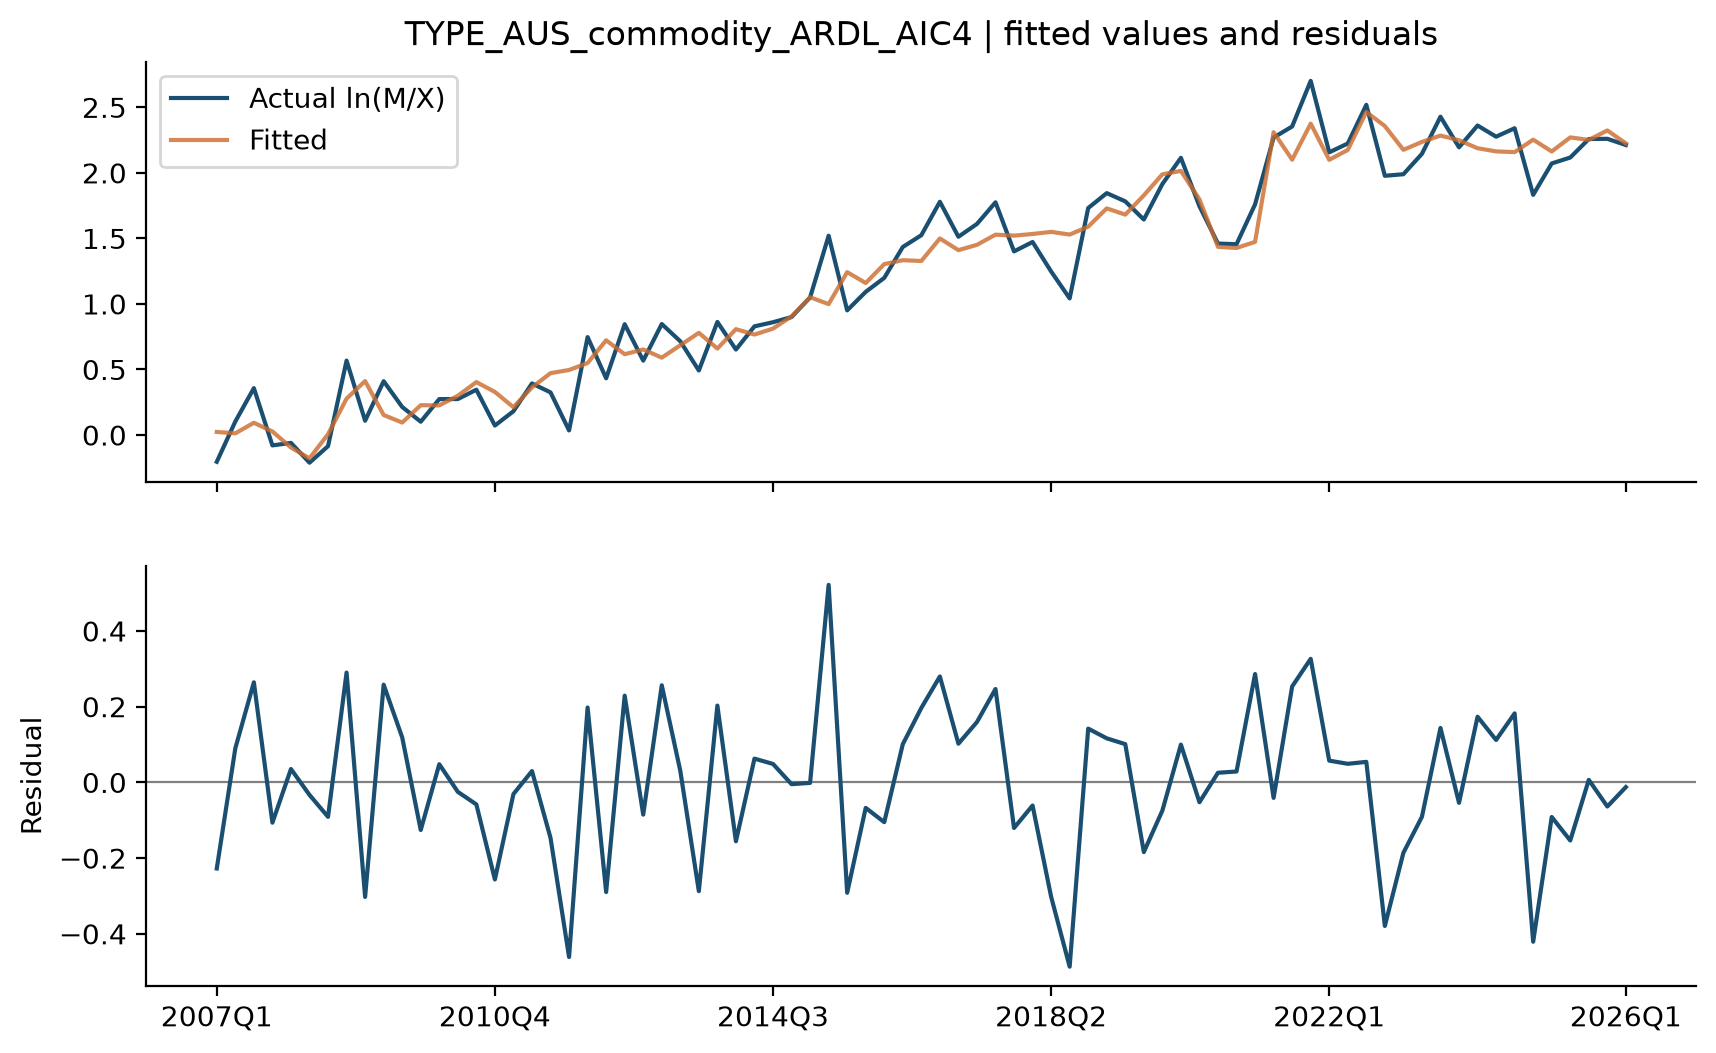 TYPE_AUS_commodity_ARDL_AIC4 | fitted values and residuals
Actual ln(M/X)
Fitted
2.5
2.0
1.5
1.0
0.5
0.0
Residual
0.4
0.2
0.0
−0.2
−0.4
2007Q1 2010Q4 2014Q3 2018Q2 2022Q1 2026Q1